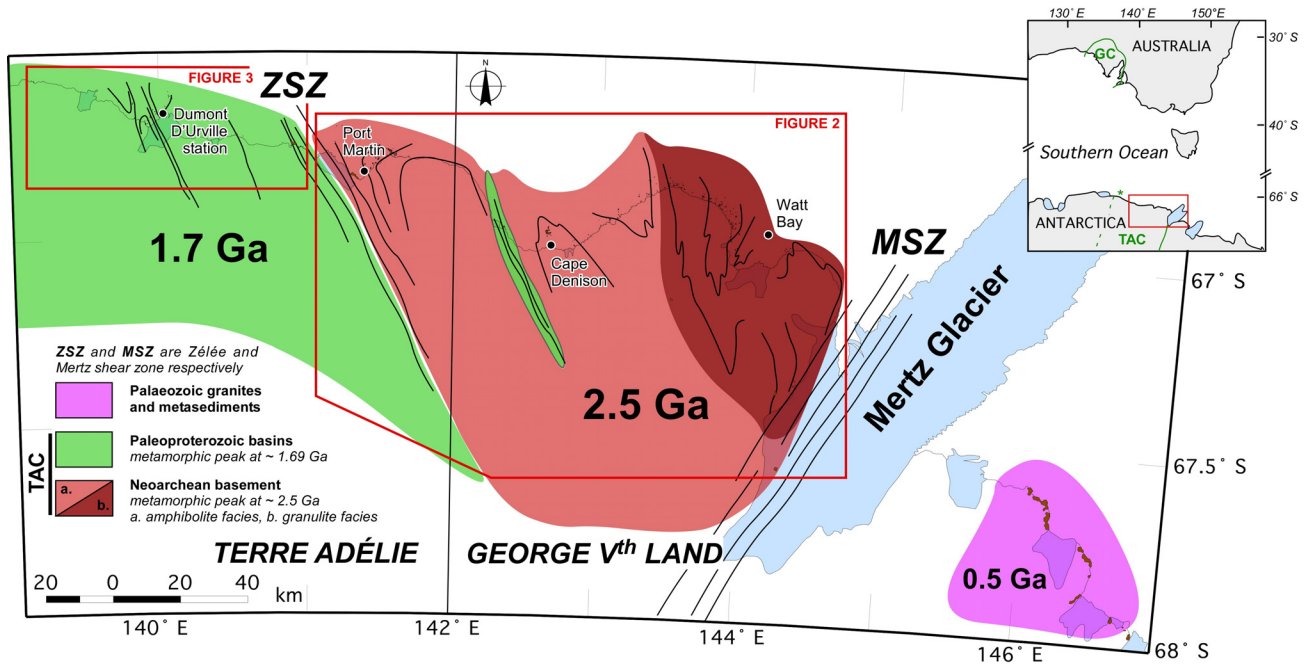 130° E
140° E
150° E
30° S
GC
AUSTRALIA
40° S
Southern Ocean
*
66° S
ANTARCTICA
TAC
FIGURE 3
ZSZ
N
FIGURE 2
Dumont
D'Urville
station
Port
Martin
Watt
Bay
Cape
Denison
MSZ
67° S
1.7 Ga
Mertz Glacier
2.5 Ga
ZSZ and MSZ are Zélée and
Mertz shear zone respectively
Palaeozoic granites
and metasediments
TAC
Paleoproterozoic basins
metamorphic peak at ~ 1.69 Ga
a.
b.
Neoarchean basement
metamorphic peak at ~ 2.5 Ga
a. amphibolite facies, b. granulite facies
67.5° S
TERRE ADÉLIE
GEORGE Vth LAND
0.5 Ga
20 0 20 40
km
140° E
142° E
144° E
146° E
68° S